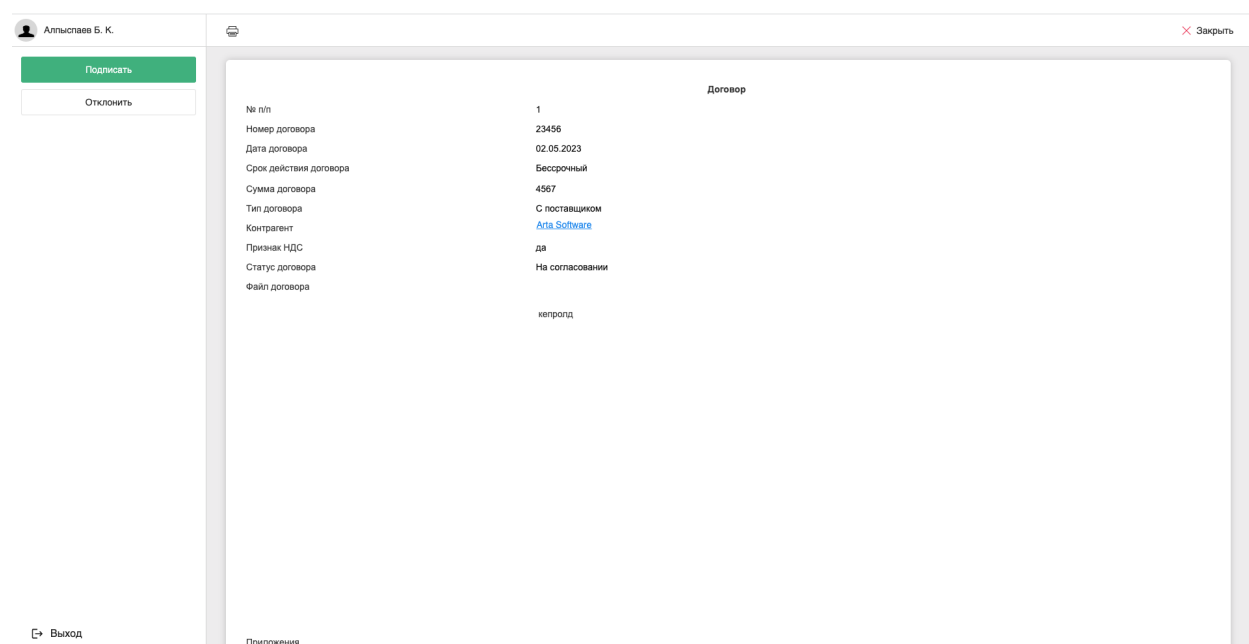 Алпыспаев Б. К.
Закрыть
Подписать
Отклонить
Договор
№ п/п 1
Номер договора 23456
Дата договора 02.05.2023
Срок действия договора Бессрочный
Сумма договора 4567
Тип договора С поставщиком
Контрагент Arta Software
Признак НДС да
Статус договора На согласовании
Файл договора
кепролд
Выход
Приложения